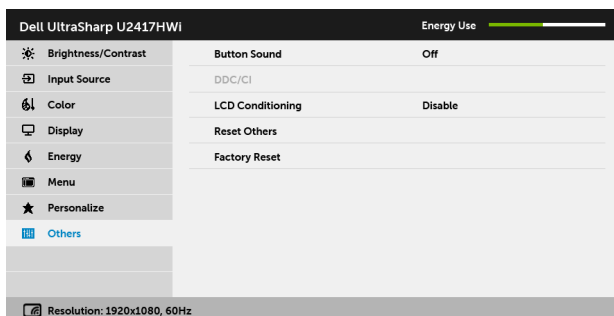 Dell UltraSharp U2417HWi
Energy Use
Brightness/Contrast
Button Sound
Off
Input Source
DDC/CI
Color
LCD Conditioning
Disable
Display
Reset Others
Energy
Factory Reset
Menu
Personalize
Others
Resolution: 1920x1080, 60Hz